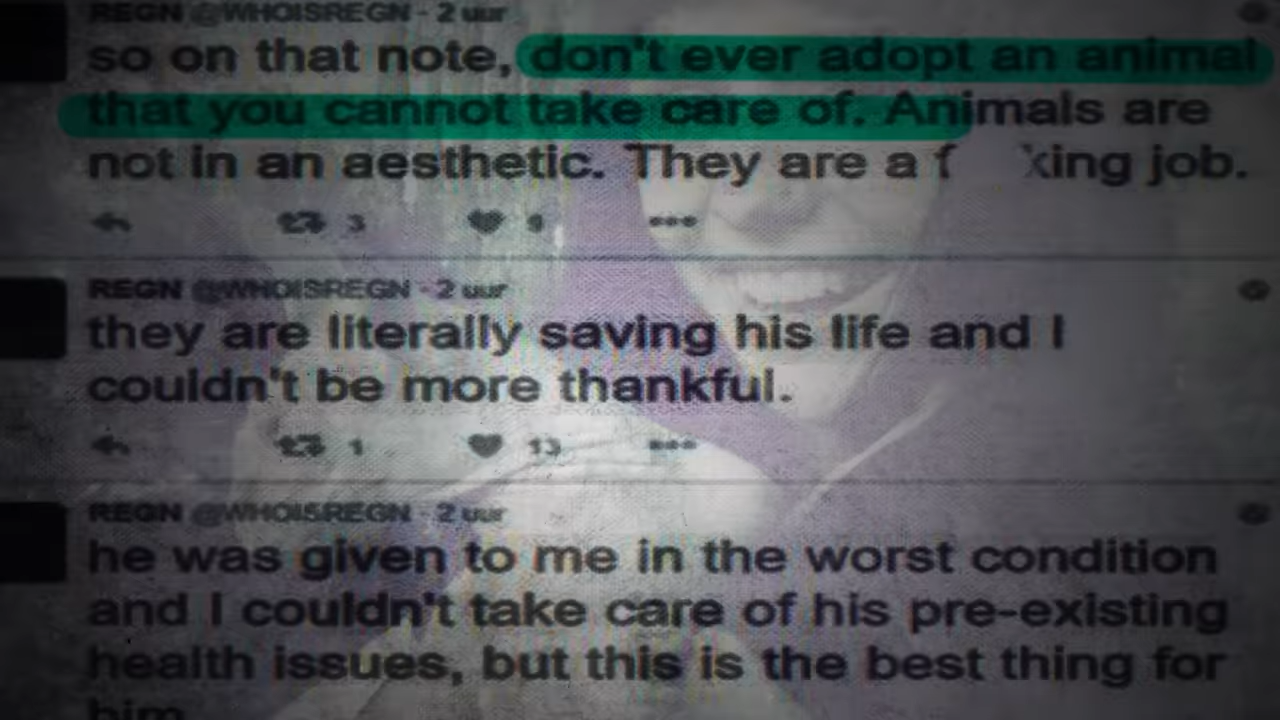 REGN @WHOISREGN · 2 uur
so on that note, don't ever adopt an animal
that you cannot take care of. Animals are
not in an aesthetic. They are a f king job.
3 9
REGN @WHOISREGN · 2 uur
they are literally saving his life and I
couldn't be more thankful.
1 13
REGN @WHOISREGN · 2 uur
he was given to me in the worst condition
and I couldn't take care of his pre-existing
health issues, but this is the best thing for
him